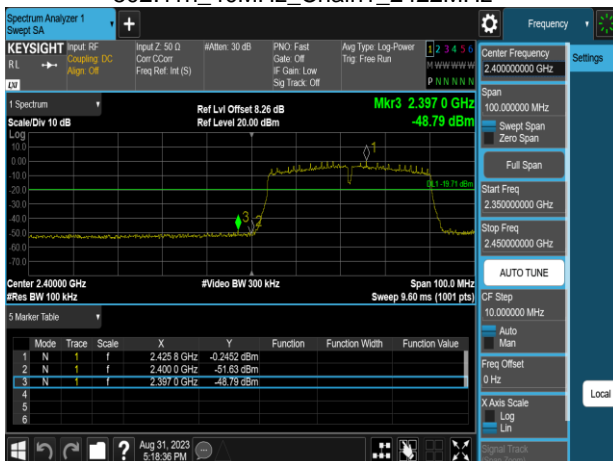 Spectrum Analyzer 1
Swept SA
+
Frequency
KEYSIGHT
RL
Input: RF
Coupling: DC
Align: Off
Input Z: 50 Ω
Corr CCorr
Freq Ref: Int (S)
#Atten: 30 dB
PNO: Fast
Gate: Off
IF Gain: Low
Sig Track: Off
Avg Type: Log-Power
Trig: Free Run
1 2 3 4 5 6
M W W W W W
P N N N N N
LXI
1 Spectrum
Scale/Div 10 dB
Ref Lvl Offset 8.26 dB
Ref Level 20.00 dBm
Mkr3 2.397 0 GHz
-48.79 dBm
Log
10.0
0.00
-10.0
-20.0
-30.0
-40.0
-50.0
-60.0
-70.0
1
3
2
DL1 -19.71 dBm
Center 2.40000 GHz
#Res BW 100 kHz
#Video BW 300 kHz
Span 100.0 MHz
Sweep 9.60 ms (1001 pts)
5 Marker Table
Mode Trace Scale X Y Function Function Width Function Value
1 N 1 f 2.425 8 GHz -0.2452 dBm
2 N 1 f 2.400 0 GHz -51.63 dBm
3 N 1 f 2.397 0 GHz -48.79 dBm
4
5
6
Aug 31, 2023
5:18:36 PM
?
Center Frequency
2.400000000 GHz
Settings
Span
100.000000 MHz
Swept Span
Zero Span
Full Span
Start Freq
2.350000000 GHz
Stop Freq
2.450000000 GHz
AUTO TUNE
CF Step
10.000000 MHz
Auto
Man
Freq Offset
0 Hz
Local
X Axis Scale
Log
Lin
Signal Track